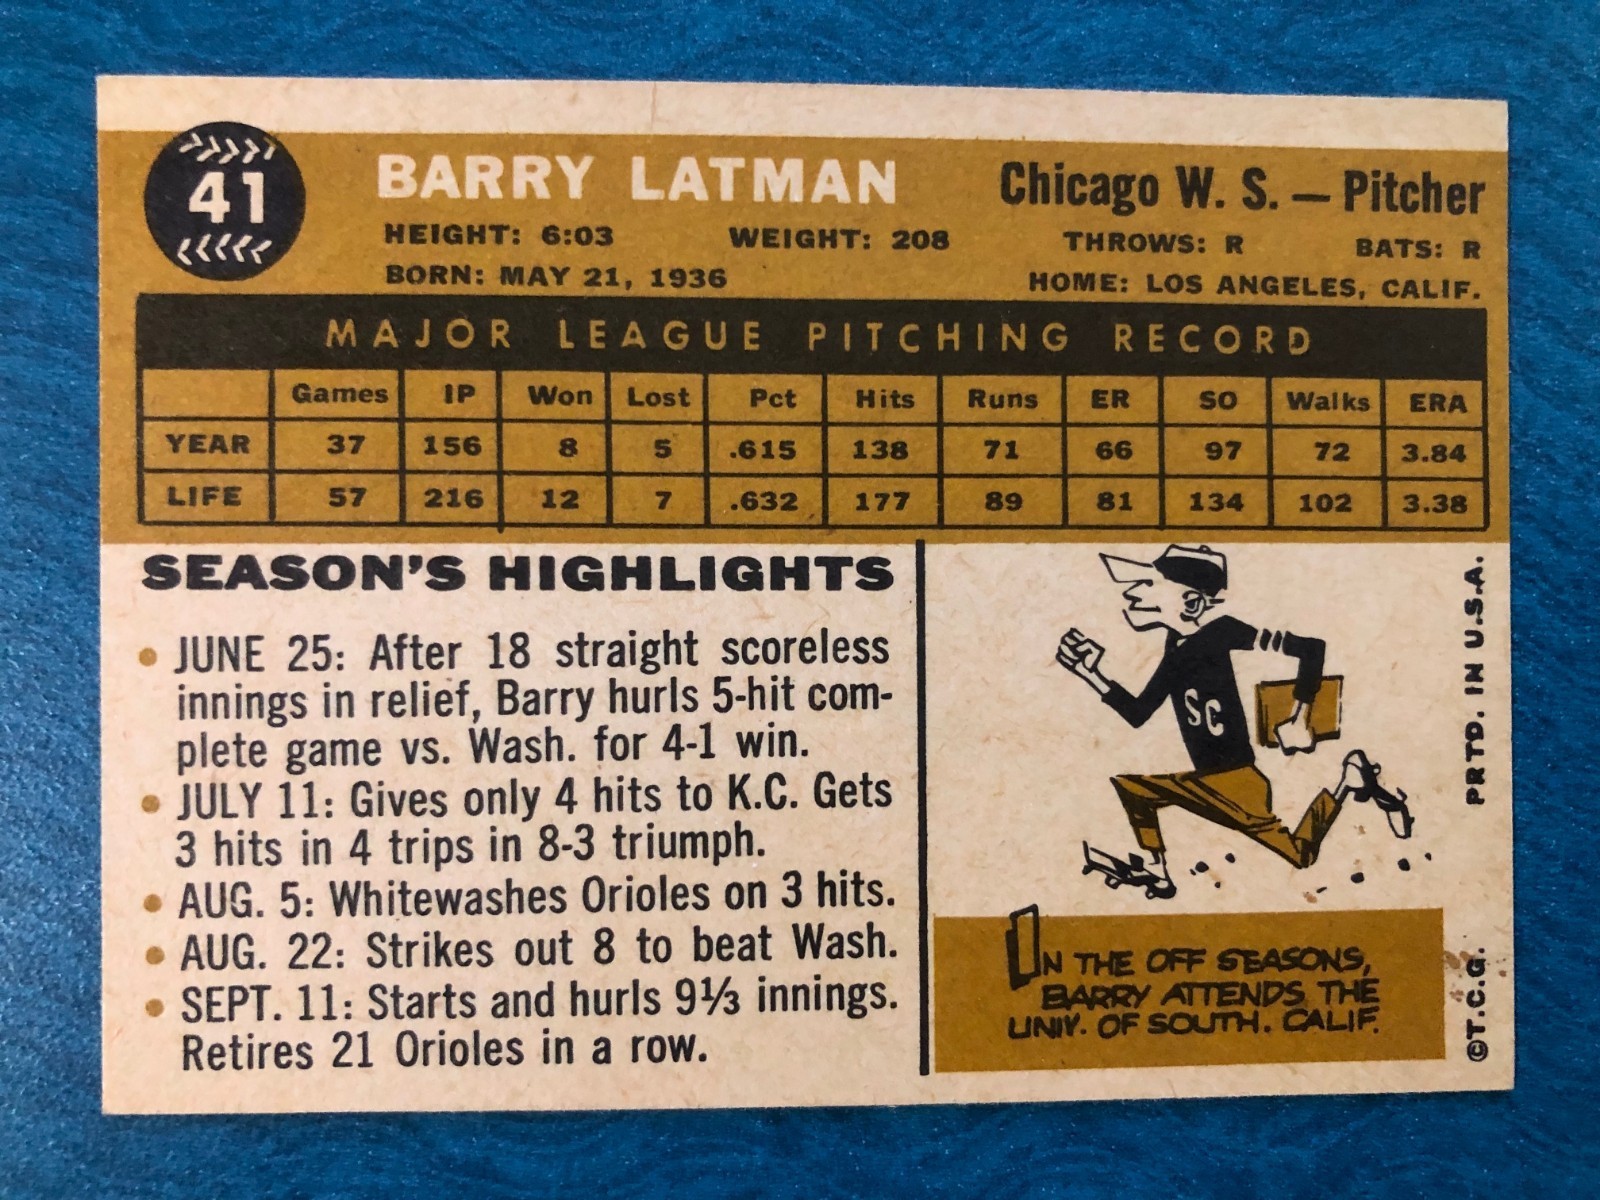 41
BARRY LATMAN
Chicago W. S. — Pitcher
HEIGHT: 6:03 WEIGHT: 208 THROWS: R BATS: R
BORN: MAY 21, 1936 HOME: LOS ANGELES, CALIF.
MAJOR LEAGUE PITCHING RECORD
Games IP Won Lost Pct Hits Runs ER SO Walks ERA
YEAR 37 156 8 5 .615 138 71 66 97 72 3.84
LIFE 57 216 12 7 .632 177 89 81 134 102 3.38
SEASON'S HIGHLIGHTS
• JUNE 25: After 18 straight scoreless
innings in relief, Barry hurls 5-hit com-
plete game vs. Wash. for 4-1 win.
• JULY 11: Gives only 4 hits to K.C. Gets
3 hits in 4 trips in 8-3 triumph.
• AUG. 5: Whitewashes Orioles on 3 hits.
• AUG. 22: Strikes out 8 to beat Wash.
• SEPT. 11: Starts and hurls 9⅓ innings.
Retires 21 Orioles in a row.
SC
IN THE OFF SEASONS,
BARRY ATTENDS THE
UNIV. OF SOUTH. CALIF.
©T.C.G. PRTD. IN U.S.A.